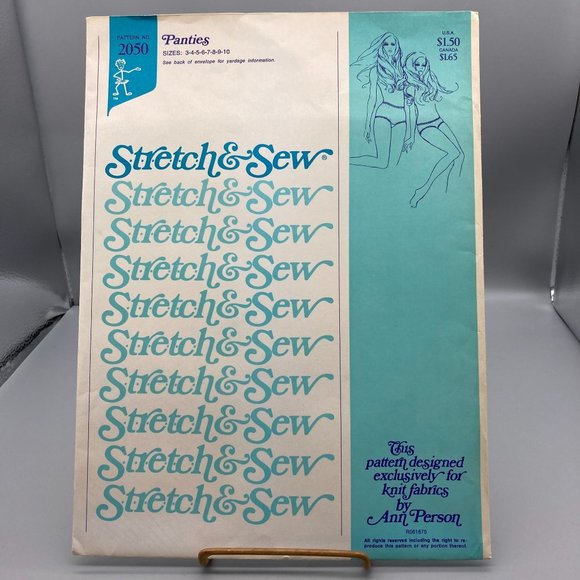 PATTERN NO.
2050
TM
Panties
SIZES: 3-4-5-6-7-8-9-10
See back of envelope for yardage information.
U.S.A.
$1.50
CANADA
$1.65
Stretch & Sew®
Stretch & Sew
Stretch & Sew
Stretch & Sew
Stretch & Sew
Stretch & Sew
Stretch & Sew
Stretch & Sew
Stretch & Sew
Stretch & Sew
This
pattern designed
exclusively for
knit fabrics
by
Ann Person
R061675
All rights reserved including the right to re-
produce this pattern or any portion thereof.